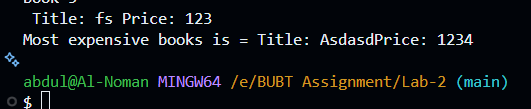 Title: fs Price: 123
Most expensive books is = Title: AsdasdPrice: 1234
abdul@Al-Noman MINGW64 /e/BUBT Assignment/Lab-2 (main)
$